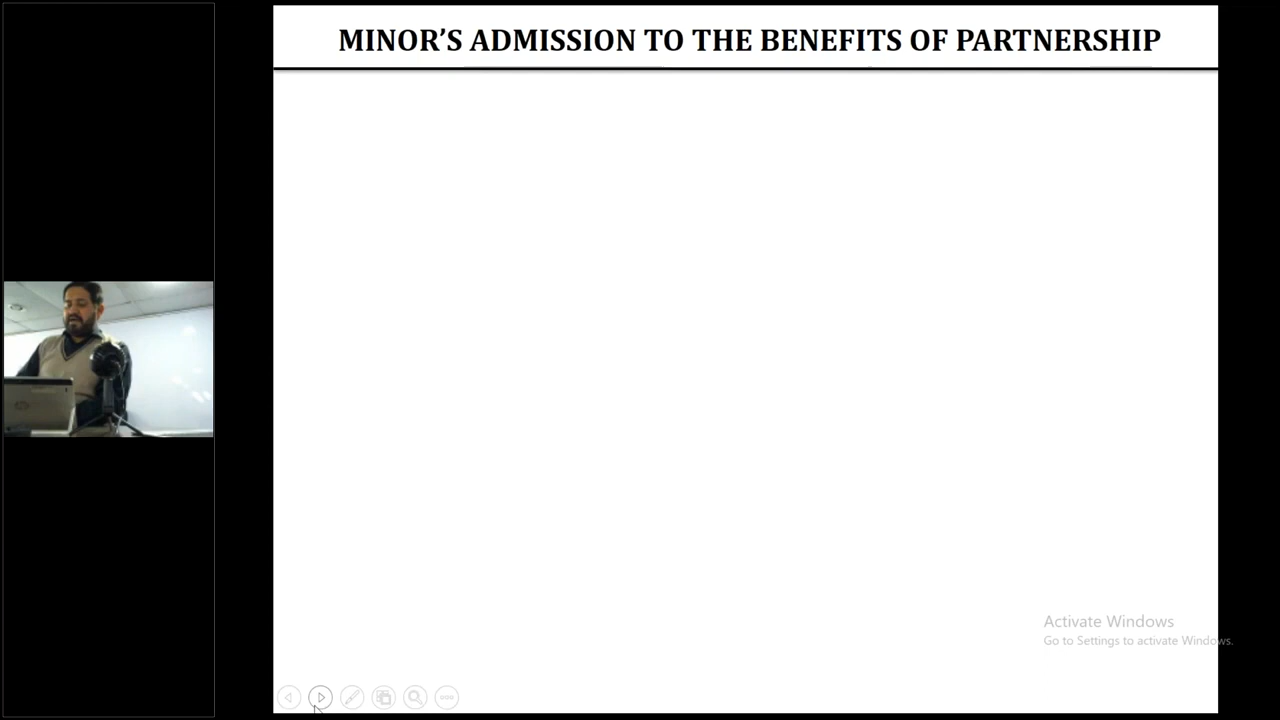 MINOR’S ADMISSION TO THE BENEFITS OF PARTNERSHIP
Activate Windows
Go to Settings to activate Windows.